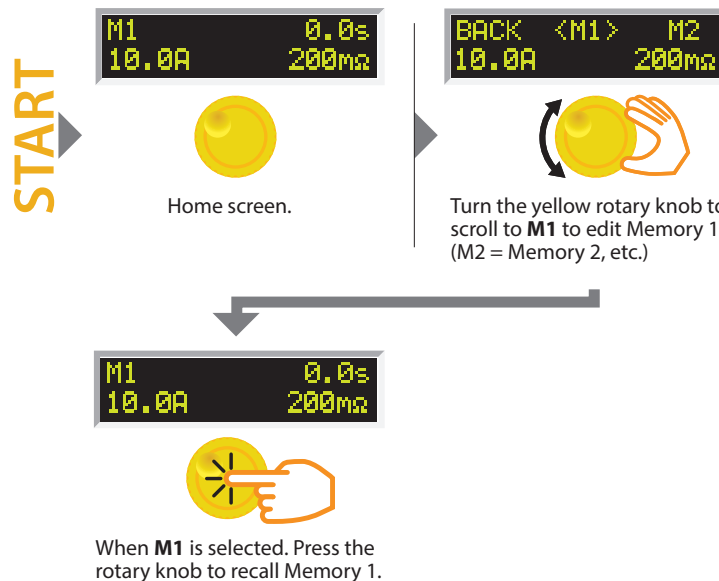 START
M1 0.0s
10.0A 200mΩ
Home screen.
BACK <M1> M2
10.0A 200mΩ
Turn the yellow rotary knob to
scroll to M1 to edit Memory 1
(M2 = Memory 2, etc.)
M1 0.0s
10.0A 200mΩ
When M1 is selected. Press the
rotary knob to recall Memory 1.